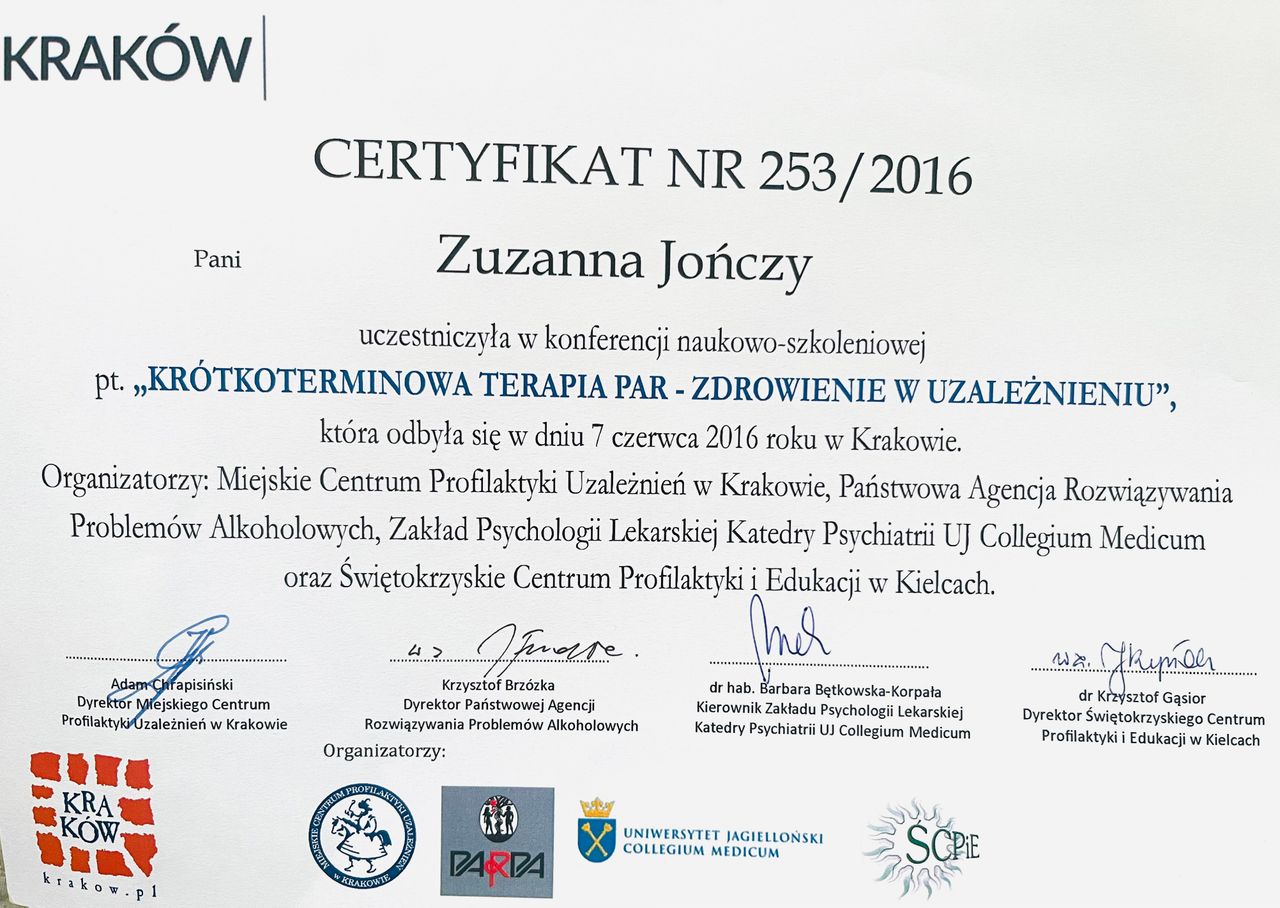 KRAKÓW
CERTYFIKAT NR 253/2016
Pani Zuzanna Jończy
uczestniczyła w konferencji naukowo-szkoleniowej
pt. „KRÓTKOTERMINOWA TERAPIA PAR - ZDROWIENIE W UZALEŻNIENIU”,
która odbyła się w dniu 7 czerwca 2016 roku w Krakowie.
Organizatorzy: Miejskie Centrum Profilaktyki Uzależnień w Krakowie, Państwowa Agencja Rozwiązywania
Problemów Alkoholowych, Zakład Psychologii Lekarskiej Katedry Psychiatrii UJ Collegium Medicum
oraz Świętokrzyskie Centrum Profilaktyki i Edukacji w Kielcach.
Adam Chrapisiński
Dyrektor Miejskiego Centrum
Profilaktyki Uzależnień w Krakowie
Krzysztof Brzózka
Dyrektor Państwowej Agencji
Rozwiązywania Problemów Alkoholowych
dr hab. Barbara Bętkowska-Korpała
Kierownik Zakładu Psychologii Lekarskiej
Katedry Psychiatrii UJ Collegium Medicum
wz.
dr Krzysztof Gąsior
Dyrektor Świętokrzyskiego Centrum
Profilaktyki i Edukacji w Kielcach
Organizatorzy:
KRA
KÓW
krakow.pl
MIEJSKIE CENTRUM PROFILAKTYKI UZALEŻNIEŃ
w KRAKOWIE
PARPA
UNIWERSYTET JAGIELLOŃSKI
COLLEGIUM MEDICUM
ŚCPiE